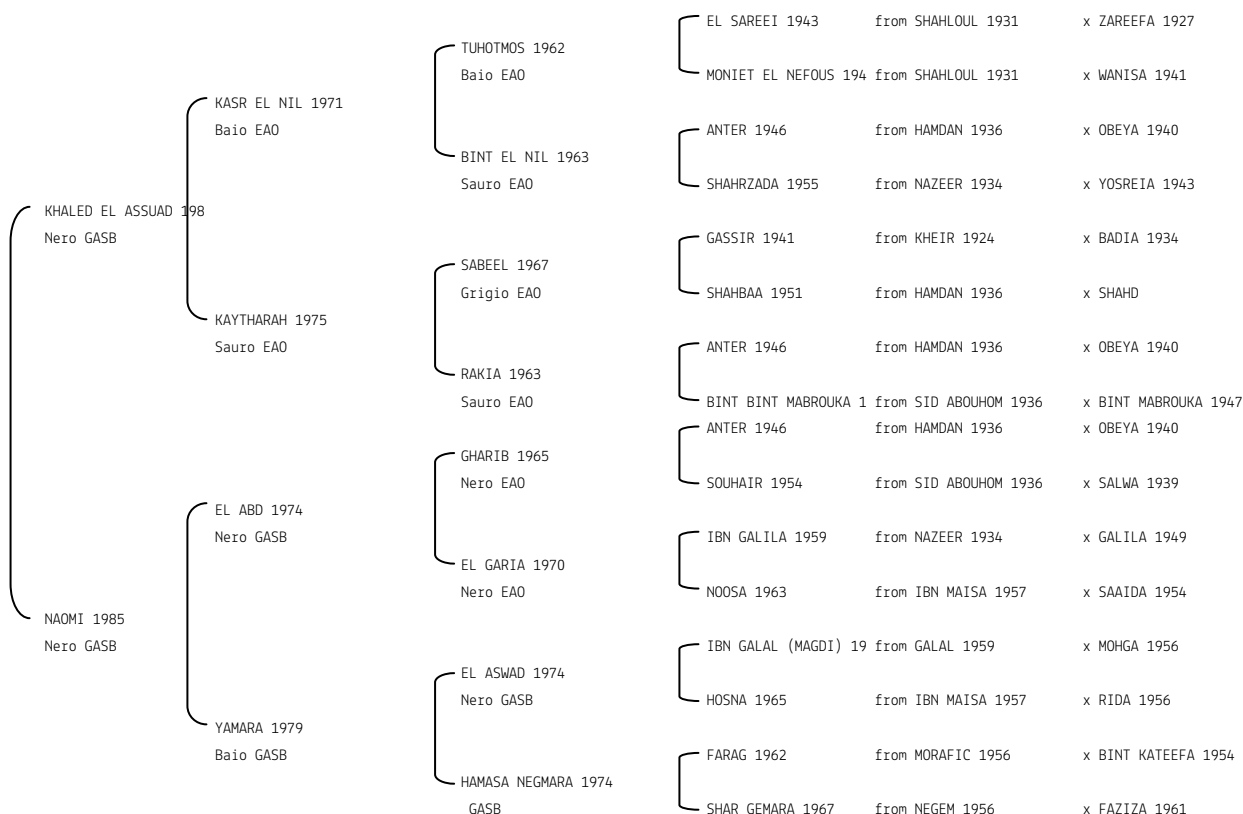 EL SAREEI 1943 from SHAHLOUL 1931 x ZAREEFA 1927
TUHOTMOS 1962
Baio EAO
MONIET EL NEFOUS 194 from SHAHLOUL 1931 x WANISA 1941
KASR EL NIL 1971
Baio EAO
ANTER 1946 from HAMDAN 1936 x OBEYA 1940
BINT EL NIL 1963
Sauro EAO
SHAHRZADA 1955 from NAZEER 1934 x YOSREIA 1943
KHALED EL ASSUAD 198
Nero GASB
GASSIR 1941 from KHEIR 1924 x BADIA 1934
SABEEL 1967
Grigio EAO
SHAHBAA 1951 from HAMDAN 1936 x SHAHD
KAYTHARAH 1975
Sauro EAO
ANTER 1946 from HAMDAN 1936 x OBEYA 1940
RAKIA 1963
Sauro EAO
BINT BINT MABROUKA 1 from SID ABOUHOM 1936 x BINT MABROUKA 1947
ANTER 1946 from HAMDAN 1936 x OBEYA 1940
GHARIB 1965
Nero EAO
SOUHAIR 1954 from SID ABOUHOM 1936 x SALWA 1939
EL ABD 1974
Nero GASB
IBN GALILA 1959 from NAZEER 1934 x GALILA 1949
EL GARIA 1970
Nero EAO
NOOSA 1963 from IBN MAISA 1957 x SAAIDA 1954
NAOMI 1985
Nero GASB
IBN GALAL (MAGDI) 19 from GALAL 1959 x MOHGA 1956
EL ASWAD 1974
Nero GASB
HOSNA 1965 from IBN MAISA 1957 x RIDA 1956
YAMARA 1979
Baio GASB
FARAG 1962 from MORAFIC 1956 x BINT KATEEFA 1954
HAMASA NEGMARA 1974
GASB
SHAR GEMARA 1967 from NEGEM 1956 x FAZIZA 1961